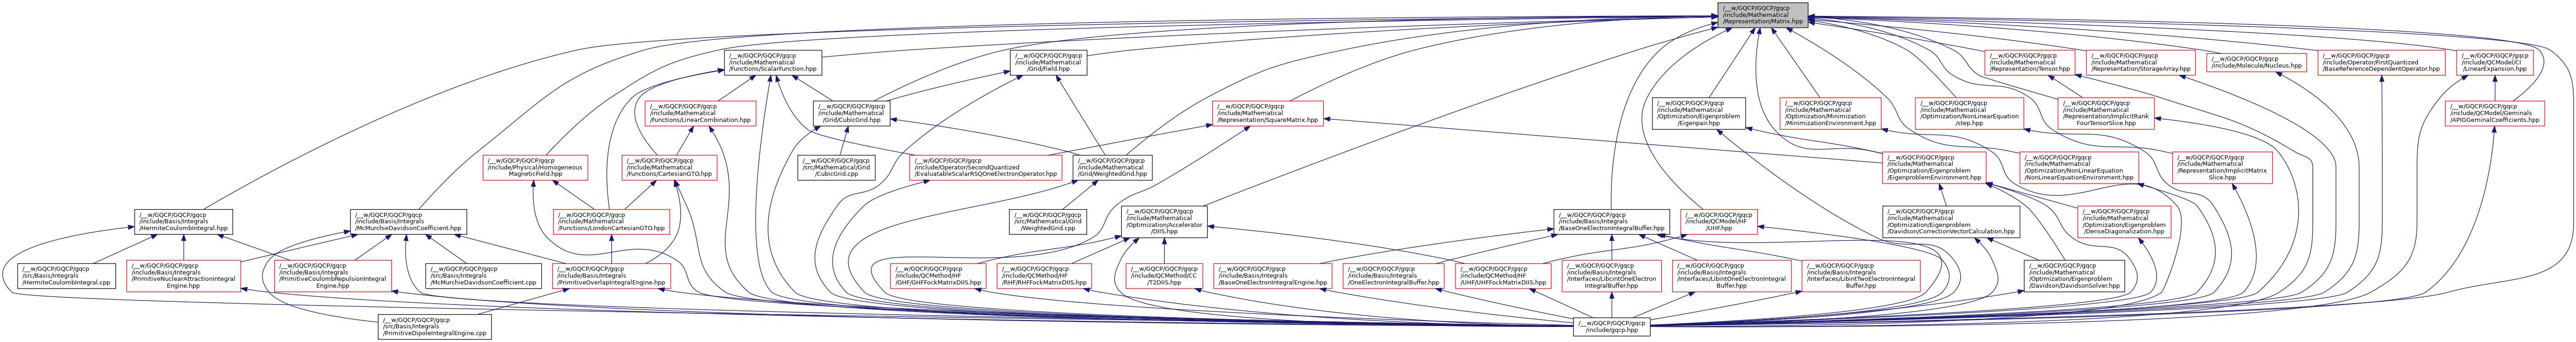 /__w/GQCP/GQCP/gqcp
/include/Mathematical
/Representation/Matrix.hpp
/__w/GQCP/GQCP/gqcp
/include/Mathematical
/Functions/ScalarFunction.hpp
/__w/GQCP/GQCP/gqcp
/include/Mathematical
/Grid/Field.hpp
/__w/GQCP/GQCP/gqcp
/include/Mathematical
/Representation/Tensor.hpp
/__w/GQCP/GQCP/gqcp
/include/Mathematical
/Representation/StorageArray.hpp
/__w/GQCP/GQCP/gqcp
/include/Molecule/Nucleus.hpp
/__w/GQCP/GQCP/gqcp
/include/Operator/FirstQuantized
/BaseReferenceDependentOperator.hpp
/__w/GQCP/GQCP/gqcp
/include/QCModel/CI
/LinearExpansion.hpp
/__w/GQCP/GQCP/gqcp
/include/Mathematical
/Functions/LinearCombination.hpp
/__w/GQCP/GQCP/gqcp
/include/Mathematical
/Grid/CubicGrid.hpp
/__w/GQCP/GQCP/gqcp
/include/Mathematical
/Representation/SquareMatrix.hpp
/__w/GQCP/GQCP/gqcp
/include/Mathematical
/Optimization/Eigenproblem
/Eigenpair.hpp
/__w/GQCP/GQCP/gqcp
/include/Mathematical
/Optimization/Minimization
/MinimizationEnvironment.hpp
/__w/GQCP/GQCP/gqcp
/include/Mathematical
/Optimization/NonLinearEquation
/step.hpp
/__w/GQCP/GQCP/gqcp
/include/Mathematical
/Representation/ImplicitRank
FourTensorSlice.hpp
/__w/GQCP/GQCP/gqcp
/include/QCModel/Geminals
/APIGGeminalCoefficients.hpp
/__w/GQCP/GQCP/gqcp
/include/Physical/Homogeneous
MagneticField.hpp
/__w/GQCP/GQCP/gqcp
/include/Mathematical
/Functions/CartesianGTO.hpp
/__w/GQCP/GQCP/gqcp
/src/Mathematical/Grid
/CubicGrid.cpp
/__w/GQCP/GQCP/gqcp
/include/Operator/SecondQuantized
/EvaluatableScalarRSQOneElectronOperator.hpp
/__w/GQCP/GQCP/gqcp
/include/Mathematical
/Grid/WeightedGrid.hpp
/__w/GQCP/GQCP/gqcp
/include/Mathematical
/Optimization/Eigenproblem
/EigenproblemEnvironment.hpp
/__w/GQCP/GQCP/gqcp
/include/Mathematical
/Optimization/NonLinearEquation
/NonLinearEquationEnvironment.hpp
/__w/GQCP/GQCP/gqcp
/include/Mathematical
/Representation/ImplicitMatrix
Slice.hpp
/__w/GQCP/GQCP/gqcp
/include/Basis/Integrals
/HermiteCoulombIntegral.hpp
/__w/GQCP/GQCP/gqcp
/include/Basis/Integrals
/McMurchieDavidsonCoefficient.hpp
/__w/GQCP/GQCP/gqcp
/include/Mathematical
/Functions/LondonCartesianGTO.hpp
/__w/GQCP/GQCP/gqcp
/src/Mathematical/Grid
/WeightedGrid.cpp
/__w/GQCP/GQCP/gqcp
/include/Mathematical
/Optimization/Accelerator
/DIIS.hpp
/__w/GQCP/GQCP/gqcp
/include/Basis/Integrals
/BaseOneElectronIntegralBuffer.hpp
/__w/GQCP/GQCP/gqcp
/include/QCModel/HF
/UHF.hpp
/__w/GQCP/GQCP/gqcp
/include/Mathematical
/Optimization/Eigenproblem
/Davidson/CorrectionVectorCalculation.hpp
/__w/GQCP/GQCP/gqcp
/include/Mathematical
/Optimization/Eigenproblem
/DenseDiagonalization.hpp
/__w/GQCP/GQCP/gqcp
/src/Basis/Integrals
/HermiteCoulombIntegral.cpp
/__w/GQCP/GQCP/gqcp
/include/Basis/Integrals
/PrimitiveNuclearAttractionIntegral
Engine.hpp
/__w/GQCP/GQCP/gqcp
/include/Basis/Integrals
/PrimitiveCoulombRepulsionIntegral
Engine.hpp
/__w/GQCP/GQCP/gqcp
/src/Basis/Integrals
/McMurchieDavidsonCoefficient.cpp
/__w/GQCP/GQCP/gqcp
/include/Basis/Integrals
/PrimitiveOverlapIntegralEngine.hpp
/__w/GQCP/GQCP/gqcp
/include/QCMethod/HF
/GHF/GHFFockMatrixDIIS.hpp
/__w/GQCP/GQCP/gqcp
/include/QCMethod/HF
/RHF/RHFFockMatrixDIIS.hpp
/__w/GQCP/GQCP/gqcp
/include/QCMethod/CC
/T2DIIS.hpp
/__w/GQCP/GQCP/gqcp
/include/Basis/Integrals
/BaseOneElectronIntegralEngine.hpp
/__w/GQCP/GQCP/gqcp
/include/Basis/Integrals
/OneElectronIntegralBuffer.hpp
/__w/GQCP/GQCP/gqcp
/include/QCMethod/HF
/UHF/UHFFockMatrixDIIS.hpp
/__w/GQCP/GQCP/gqcp
/include/Basis/Integrals
/Interfaces/LibcintOneElectron
IntegralBuffer.hpp
/__w/GQCP/GQCP/gqcp
/include/Basis/Integrals
/Interfaces/LibintOneElectronIntegral
Buffer.hpp
/__w/GQCP/GQCP/gqcp
/include/Basis/Integrals
/Interfaces/LibintTwoElectronIntegral
Buffer.hpp
/__w/GQCP/GQCP/gqcp
/include/Mathematical
/Optimization/Eigenproblem
/Davidson/DavidsonSolver.hpp
/__w/GQCP/GQCP/gqcp
/src/Basis/Integrals
/PrimitiveDipoleIntegralEngine.cpp
/__w/GQCP/GQCP/gqcp
/include/gqcp.hpp